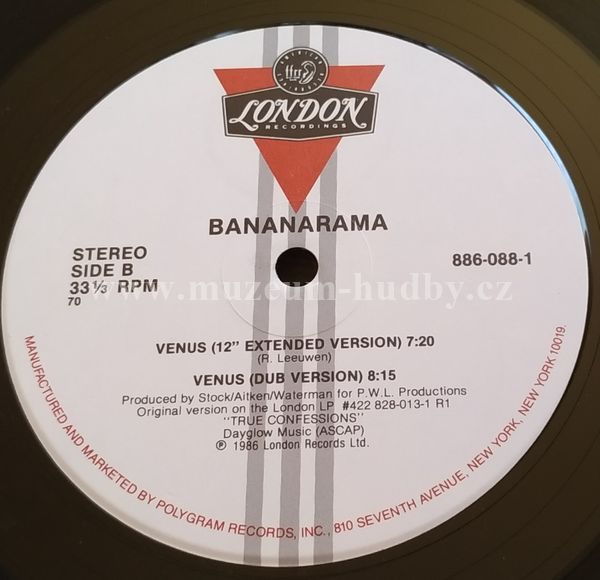 AMERICAN
ffrr
LONDON
RECORDINGS
BANANARAMA
STEREO
SIDE B
33⅓ RPM
70
886-088-1
www.muzeum-hudby.cz
VENUS (12" EXTENDED VERSION) 7:20
(R. Leeuwen)
VENUS (DUB VERSION) 8:15
Produced by Stock/Aitken/Waterman for P.W.L. Productions
Original version on the London LP #422 828-013-1 R1
"TRUE CONFESSIONS"
Dayglow Music (ASCAP)
℗ 1986 London Records Ltd.
MANUFACTURED AND MARKETED BY POLYGRAM RECORDS, INC., 810 SEVENTH AVENUE, NEW YORK, NEW YORK 10019.